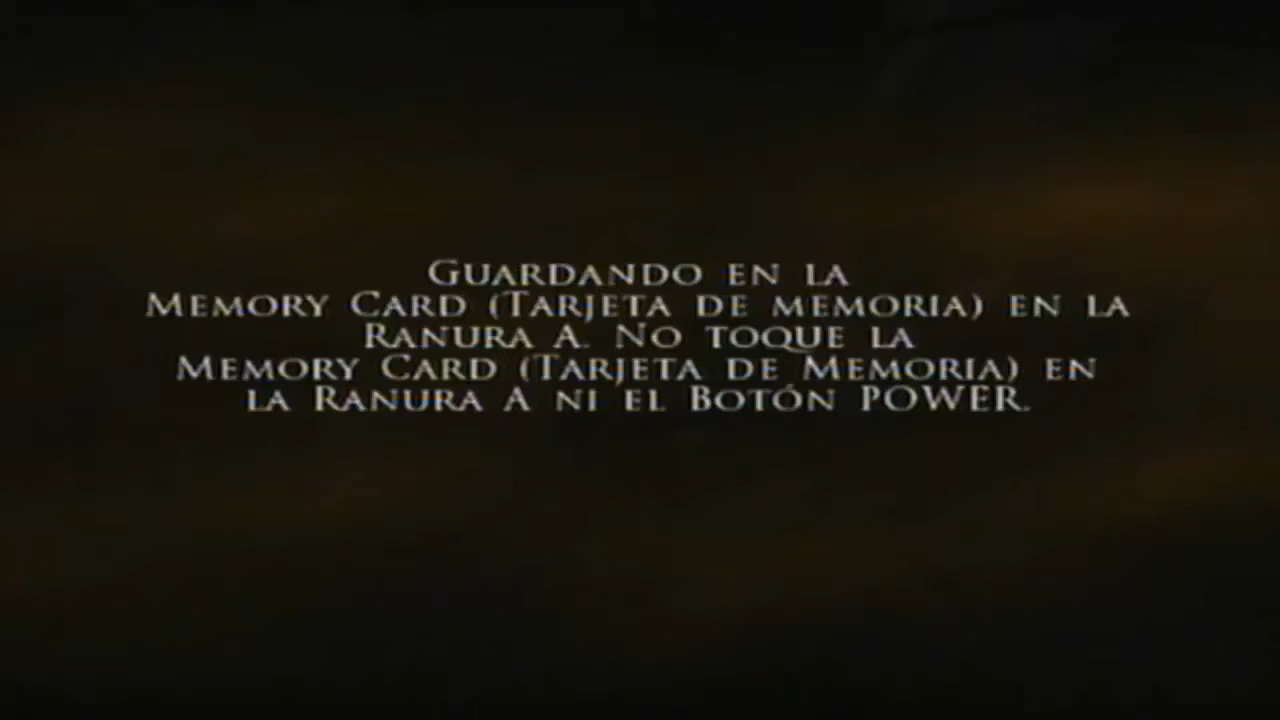 Guardando en la
Memory Card (Tarjeta de memoria) en la
Ranura A. No toque la
Memory Card (Tarjeta de Memoria) en
la Ranura A ni el Botón POWER.